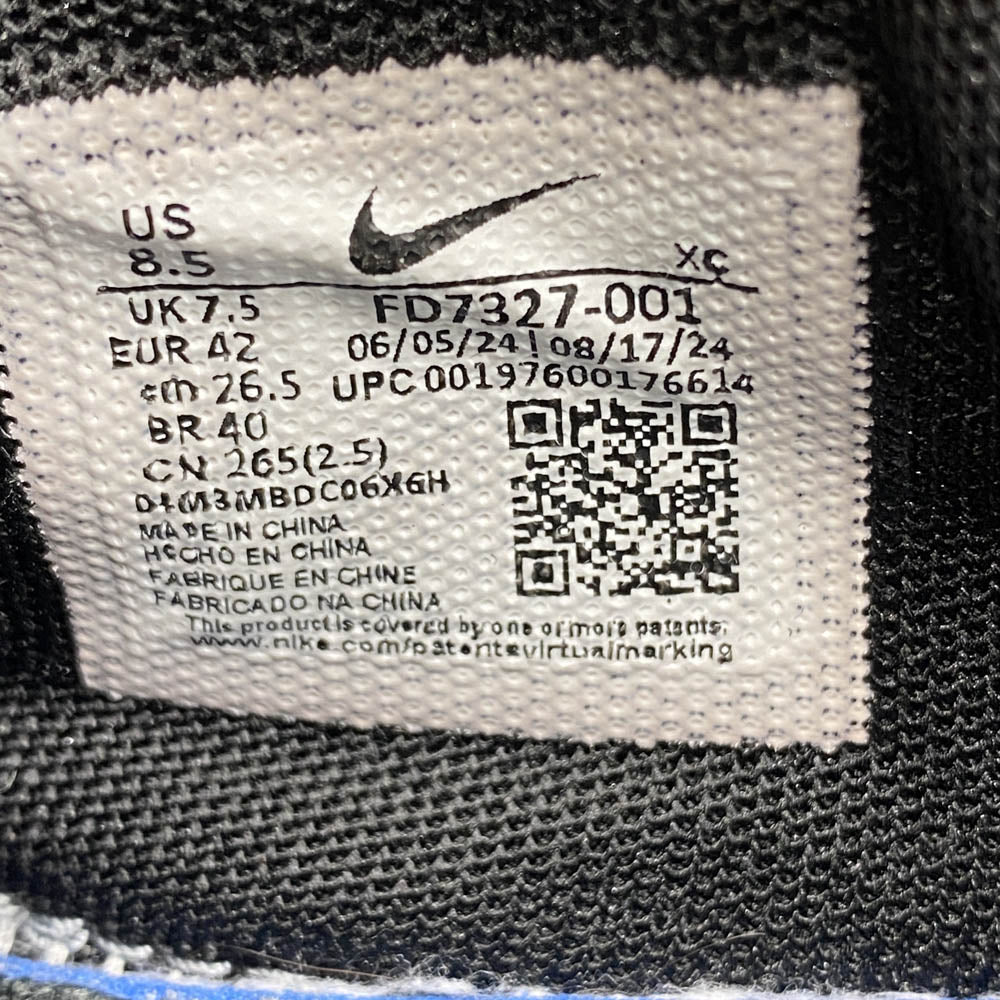 US
8.5
XC
UK 7.5
FD7327-001
EUR 42
06/05/24 | 08/17/24
cm 26.5
UPC 00197600176614
BR 40
CN 265(2.5)
MADE IN CHINA
HECHO EN CHINA
FABRIQUE EN CHINE
FABRICADO NA CHINA
This product is covered by one or more patents:
www.nike.com/patentsvirtualmarking